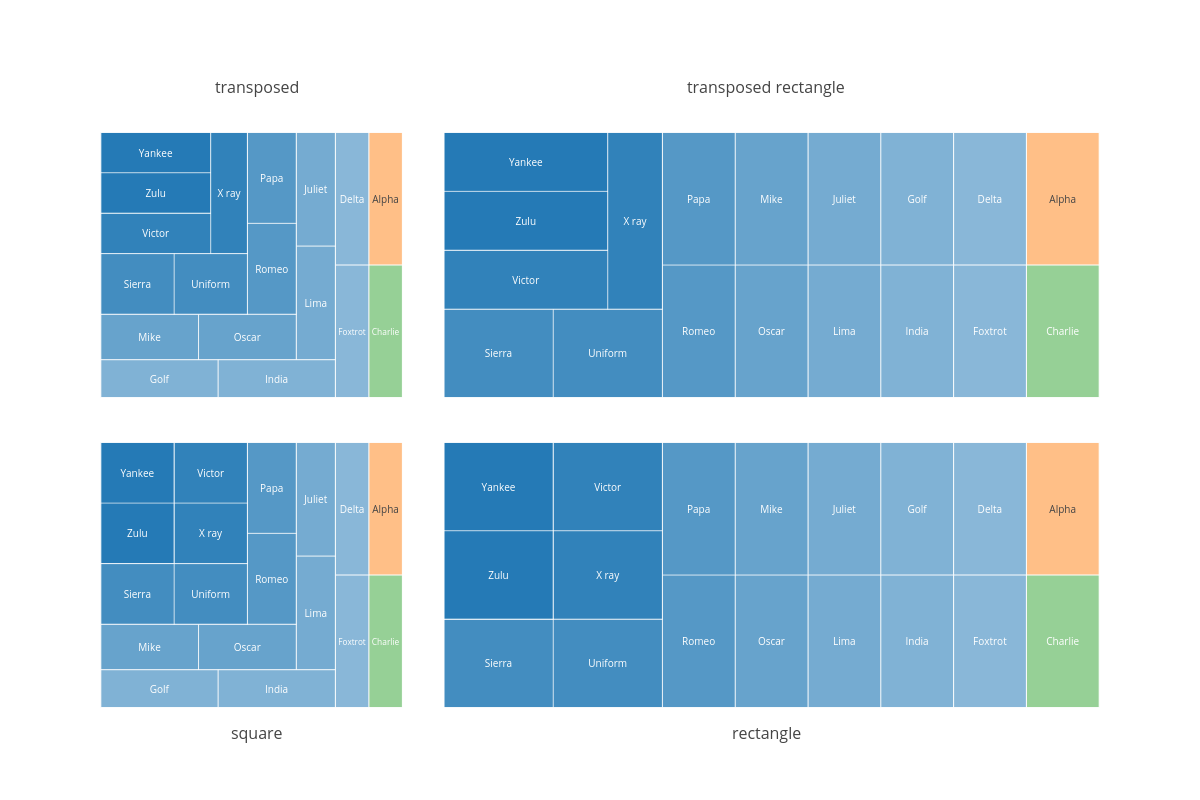 transposed
Yankee
Zulu
Victor
X ray
Sierra
Uniform
Papa
Romeo
Mike
Oscar
Juliet
Lima
Golf
India
Delta
Foxtrot
Alpha
Charlie
transposed rectangle
Yankee
Zulu
Victor
X ray
Sierra
Uniform
Papa
Romeo
Mike
Oscar
Juliet
Lima
Golf
India
Delta
Foxtrot
Alpha
Charlie
Yankee
Victor
Zulu
X ray
Sierra
Uniform
Papa
Romeo
Mike
Oscar
Juliet
Lima
Golf
India
Delta
Foxtrot
Alpha
Charlie
square
Yankee
Victor
Zulu
X ray
Sierra
Uniform
Papa
Romeo
Mike
Oscar
Juliet
Lima
Golf
India
Delta
Foxtrot
Alpha
Charlie
rectangle